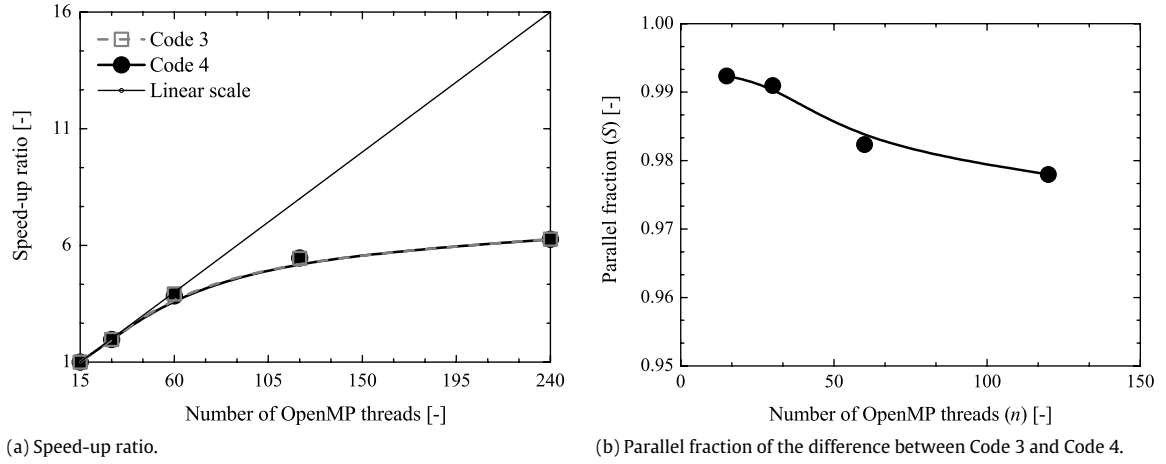 16
11
6
1
Speed-up ratio [-]
Code 3
Code 4
Linear scale
15 60 105 150 195 240
Number of OpenMP threads [-]
(a) Speed-up ratio.
1.00
0.99
0.98
0.97
0.96
0.95
Parallel fraction (S) [-]
0 50 100 150
Number of OpenMP threads (n) [-]
(b) Parallel fraction of the difference between Code 3 and Code 4.